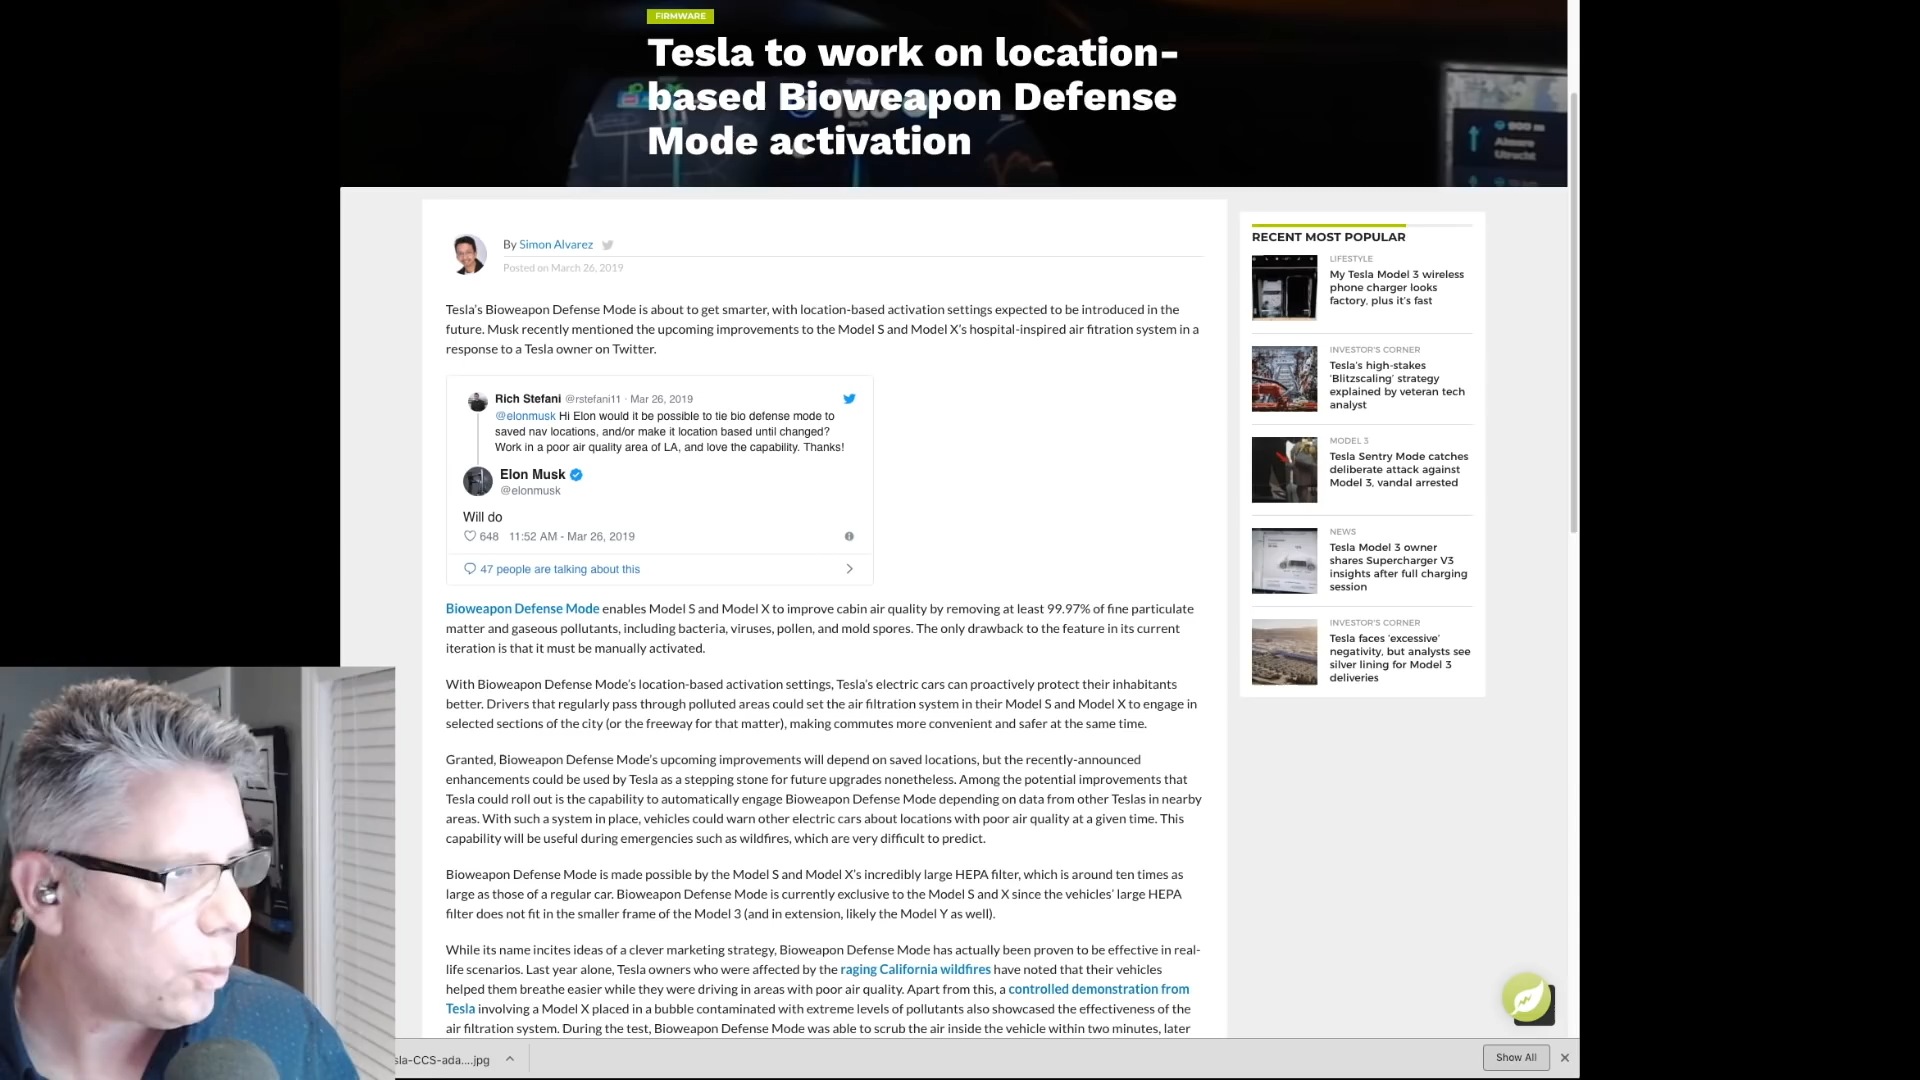 FIRMWARE
Tesla to work on location-
based Bioweapon Defense
Mode activation
By Simon Alvarez
Posted on March 26, 2019
Tesla's Bioweapon Defense Mode is about to get smarter, with location-based activation settings expected to be introduced in the
future. Musk recently mentioned the upcoming improvements to the Model S and Model X's hospital-inspired air fitration system in a
response to a Tesla owner on Twitter.
Rich Stefani @rstefani11 · Mar 26, 2019
@elonmusk Hi Elon would it be possible to tie bio defense mode to
saved nav locations, and/or make it location based until changed?
Work in a poor air quality area of LA, and love the capability. Thanks!
Elon Musk
@elonmusk
Will do
648 11:52 AM - Mar 26, 2019
47 people are talking about this
Bioweapon Defense Mode enables Model S and Model X to improve cabin air quality by removing at least 99.97% of fine particulate
matter and gaseous pollutants, including bacteria, viruses, pollen, and mold spores. The only drawback to the feature in its current
iteration is that it must be manually activated.
With Bioweapon Defense Mode's location-based activation settings, Tesla's electric cars can proactively protect their inhabitants
better. Drivers that regularly pass through polluted areas could set the air filtration system in their Model S and Model X to engage in
selected sections of the city (or the freeway for that matter), making commutes more convenient and safer at the same time.
Granted, Bioweapon Defense Mode's upcoming improvements will depend on saved locations, but the recently-announced
enhancements could be used by Tesla as a stepping stone for future upgrades nonetheless. Among the potential improvements that
Tesla could roll out is the capability to automatically engage Bioweapon Defense Mode depending on data from other Teslas in nearby
areas. With such a system in place, vehicles could warn other electric cars about locations with poor air quality at a given time. This
capability will be useful during emergencies such as wildfires, which are very difficult to predict.
Bioweapon Defense Mode is made possible by the Model S and Model X's incredibly large HEPA filter, which is around ten times as
large as those of a regular car. Bioweapon Defense Mode is currently exclusive to the Model S and X since the vehicles' large HEPA
filter does not fit in the smaller frame of the Model 3 (and in extension, likely the Model Y as well).
While its name incites ideas of a clever marketing strategy, Bioweapon Defense Mode has actually been proven to be effective in real-
life scenarios. Last year alone, Tesla owners who were affected by the raging California wildfires have noted that their vehicles
helped them breathe easier while they were driving in areas with poor air quality. Apart from this, a controlled demonstration from
Tesla involving a Model X placed in a bubble contaminated with extreme levels of pollutants also showcased the effectiveness of the
air filtration system. During the test, Bioweapon Defense Mode was able to scrub the air inside the vehicle within two minutes, later
RECENT MOST POPULAR
LIFESTYLE
My Tesla Model 3 wireless
phone charger looks
factory, plus it's fast
INVESTOR'S CORNER
Tesla's high-stakes
'Blitzscaling' strategy
explained by veteran tech
analyst
MODEL 3
Tesla Sentry Mode catches
deliberate attack against
Model 3, vandal arrested
NEWS
Tesla Model 3 owner
shares Supercharger V3
insights after full charging
session
INVESTOR'S CORNER
Tesla faces 'excessive'
negativity, but analysts see
silver lining for Model 3
deliveries
sla-CCS-ada....jpg
Show All